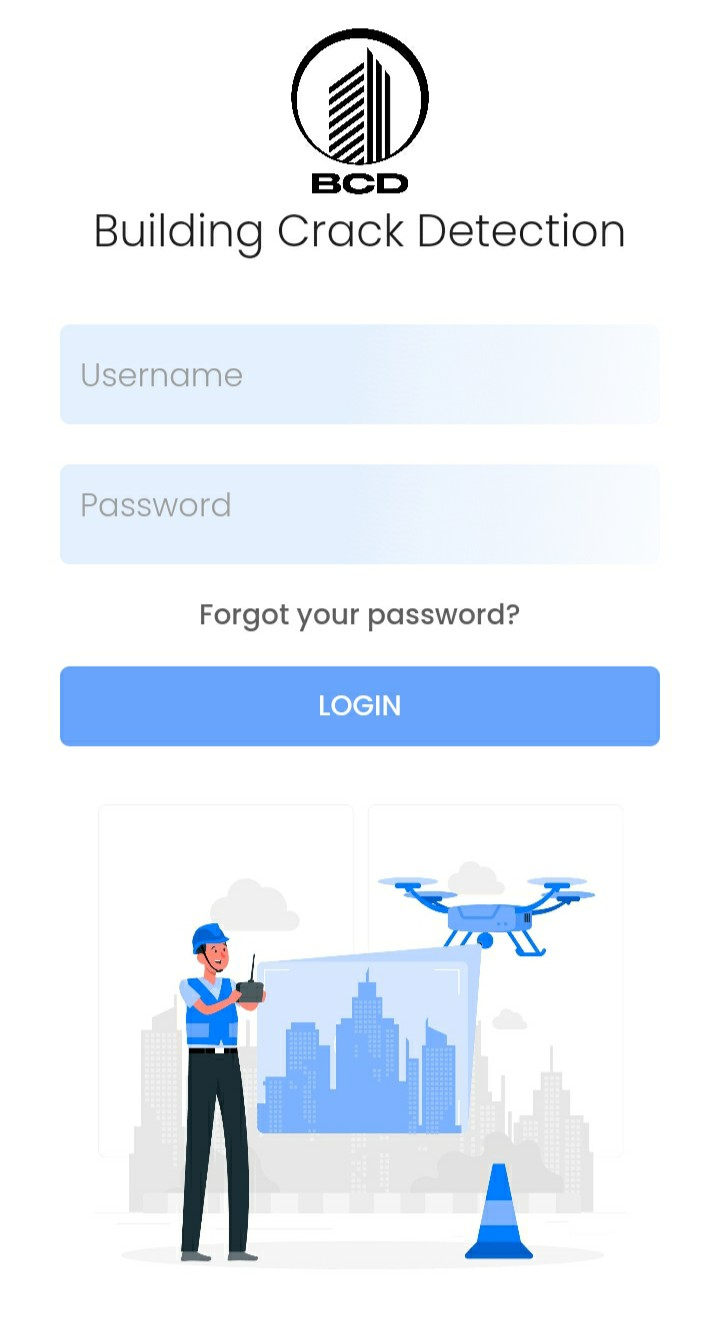 BCD
Building Crack Detection
Username
Password
Forgot your password?
LOGIN